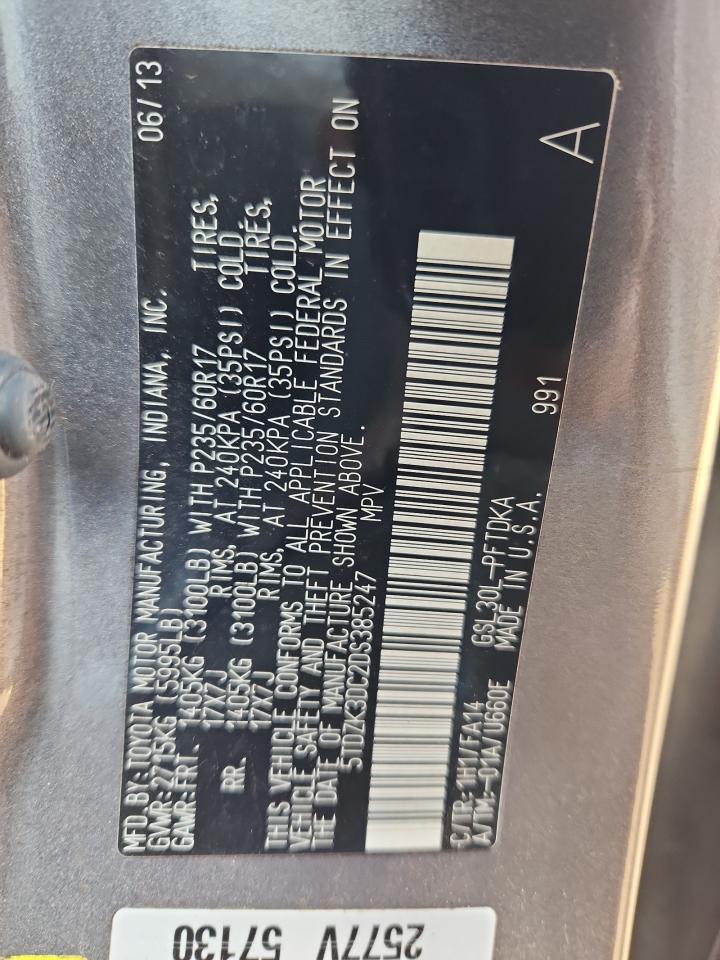 MFD.BY:TOYOTA MOTOR MANUFACTURING, INDIANA, INC. 06/13
GVWR:2715KG (5995LB)
GAWR:FRT. 1405KG (3100LB) WITH P235/60R17 TIRES,
17X7J RIMS, AT 240KPA (35PSI) COLD.
RR. 1405KG (3100LB) WITH P235/60R17 TIRES,
17X7J RIMS, AT 240KPA (35PSI) COLD.
THIS VEHICLE CONFORMS TO ALL APPLICABLE FEDERAL MOTOR
VEHICLE SAFETY AND THEFT PREVENTION STANDARDS IN EFFECT ON
THE DATE OF MANUFACTURE SHOWN ABOVE.
5TDZK3DC2DS385247 MPV
C/TR: 1H1/FA14 GSL30L-PFTDKA
A/TM:-01A/U660E MADE IN U.S.A. 991 A
2577V
57130